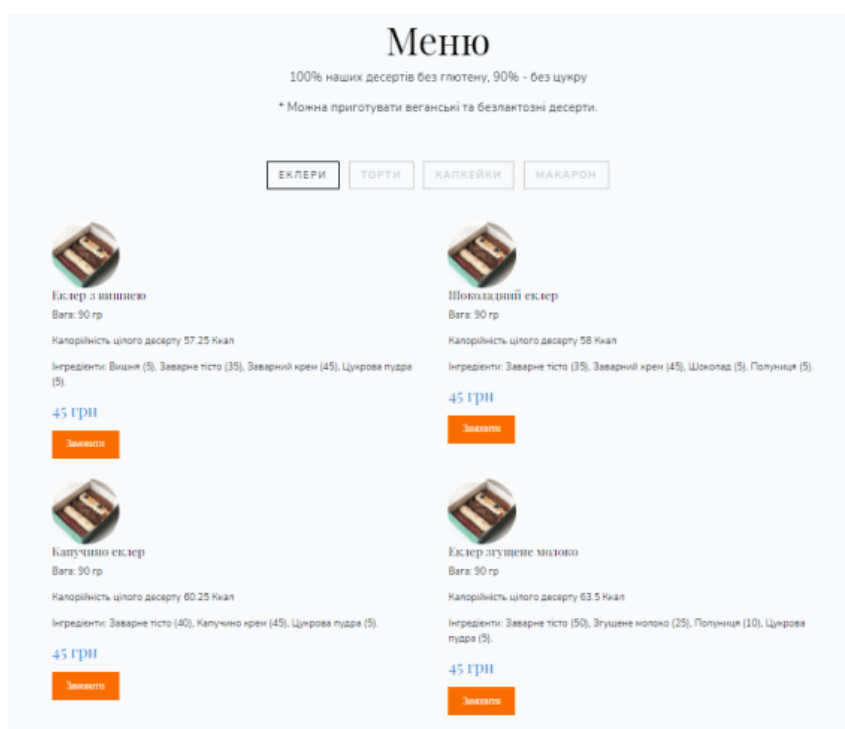 Меню
100% наших десертів без глютену, 90% - без цукру
* Можна приготувати веганські та безлактозні десерти.
ЕКЛЕРИ
ТОРТИ
КАПКЕЙКИ
МАКАРОН
Еклер з вишнею
Вага: 90 гр
Калорійність цілого десерту 57.25 Ккал
Інгредієнти: Вишня (5), Заварне тісто (35), Заварний крем (45), Цукрова пудра
(5).
45 грн
Замовити
Шоколадний еклер
Вага: 90 гр
Калорійність цілого десерту 58 Ккал
Інгредієнти: Заварне тісто (35), Заварний крем (45), Шоколад (5), Полуниця (5).
45 грн
Замовити
Капучино еклер
Вага: 90 гр
Калорійність цілого десерту 60.25 Ккал
Інгредієнти: Заварне тісто (40), Капучино крем (45), Цукрова пудра (5).
45 грн
Замовити
Еклер згущене молоко
Вага: 90 гр
Калорійність цілого десерту 63.5 Ккал
Інгредієнти: Заварне тісто (50), Згущене молоко (25), Полуниця (10), Цукрова
пудра (5).
45 грн
Замовити